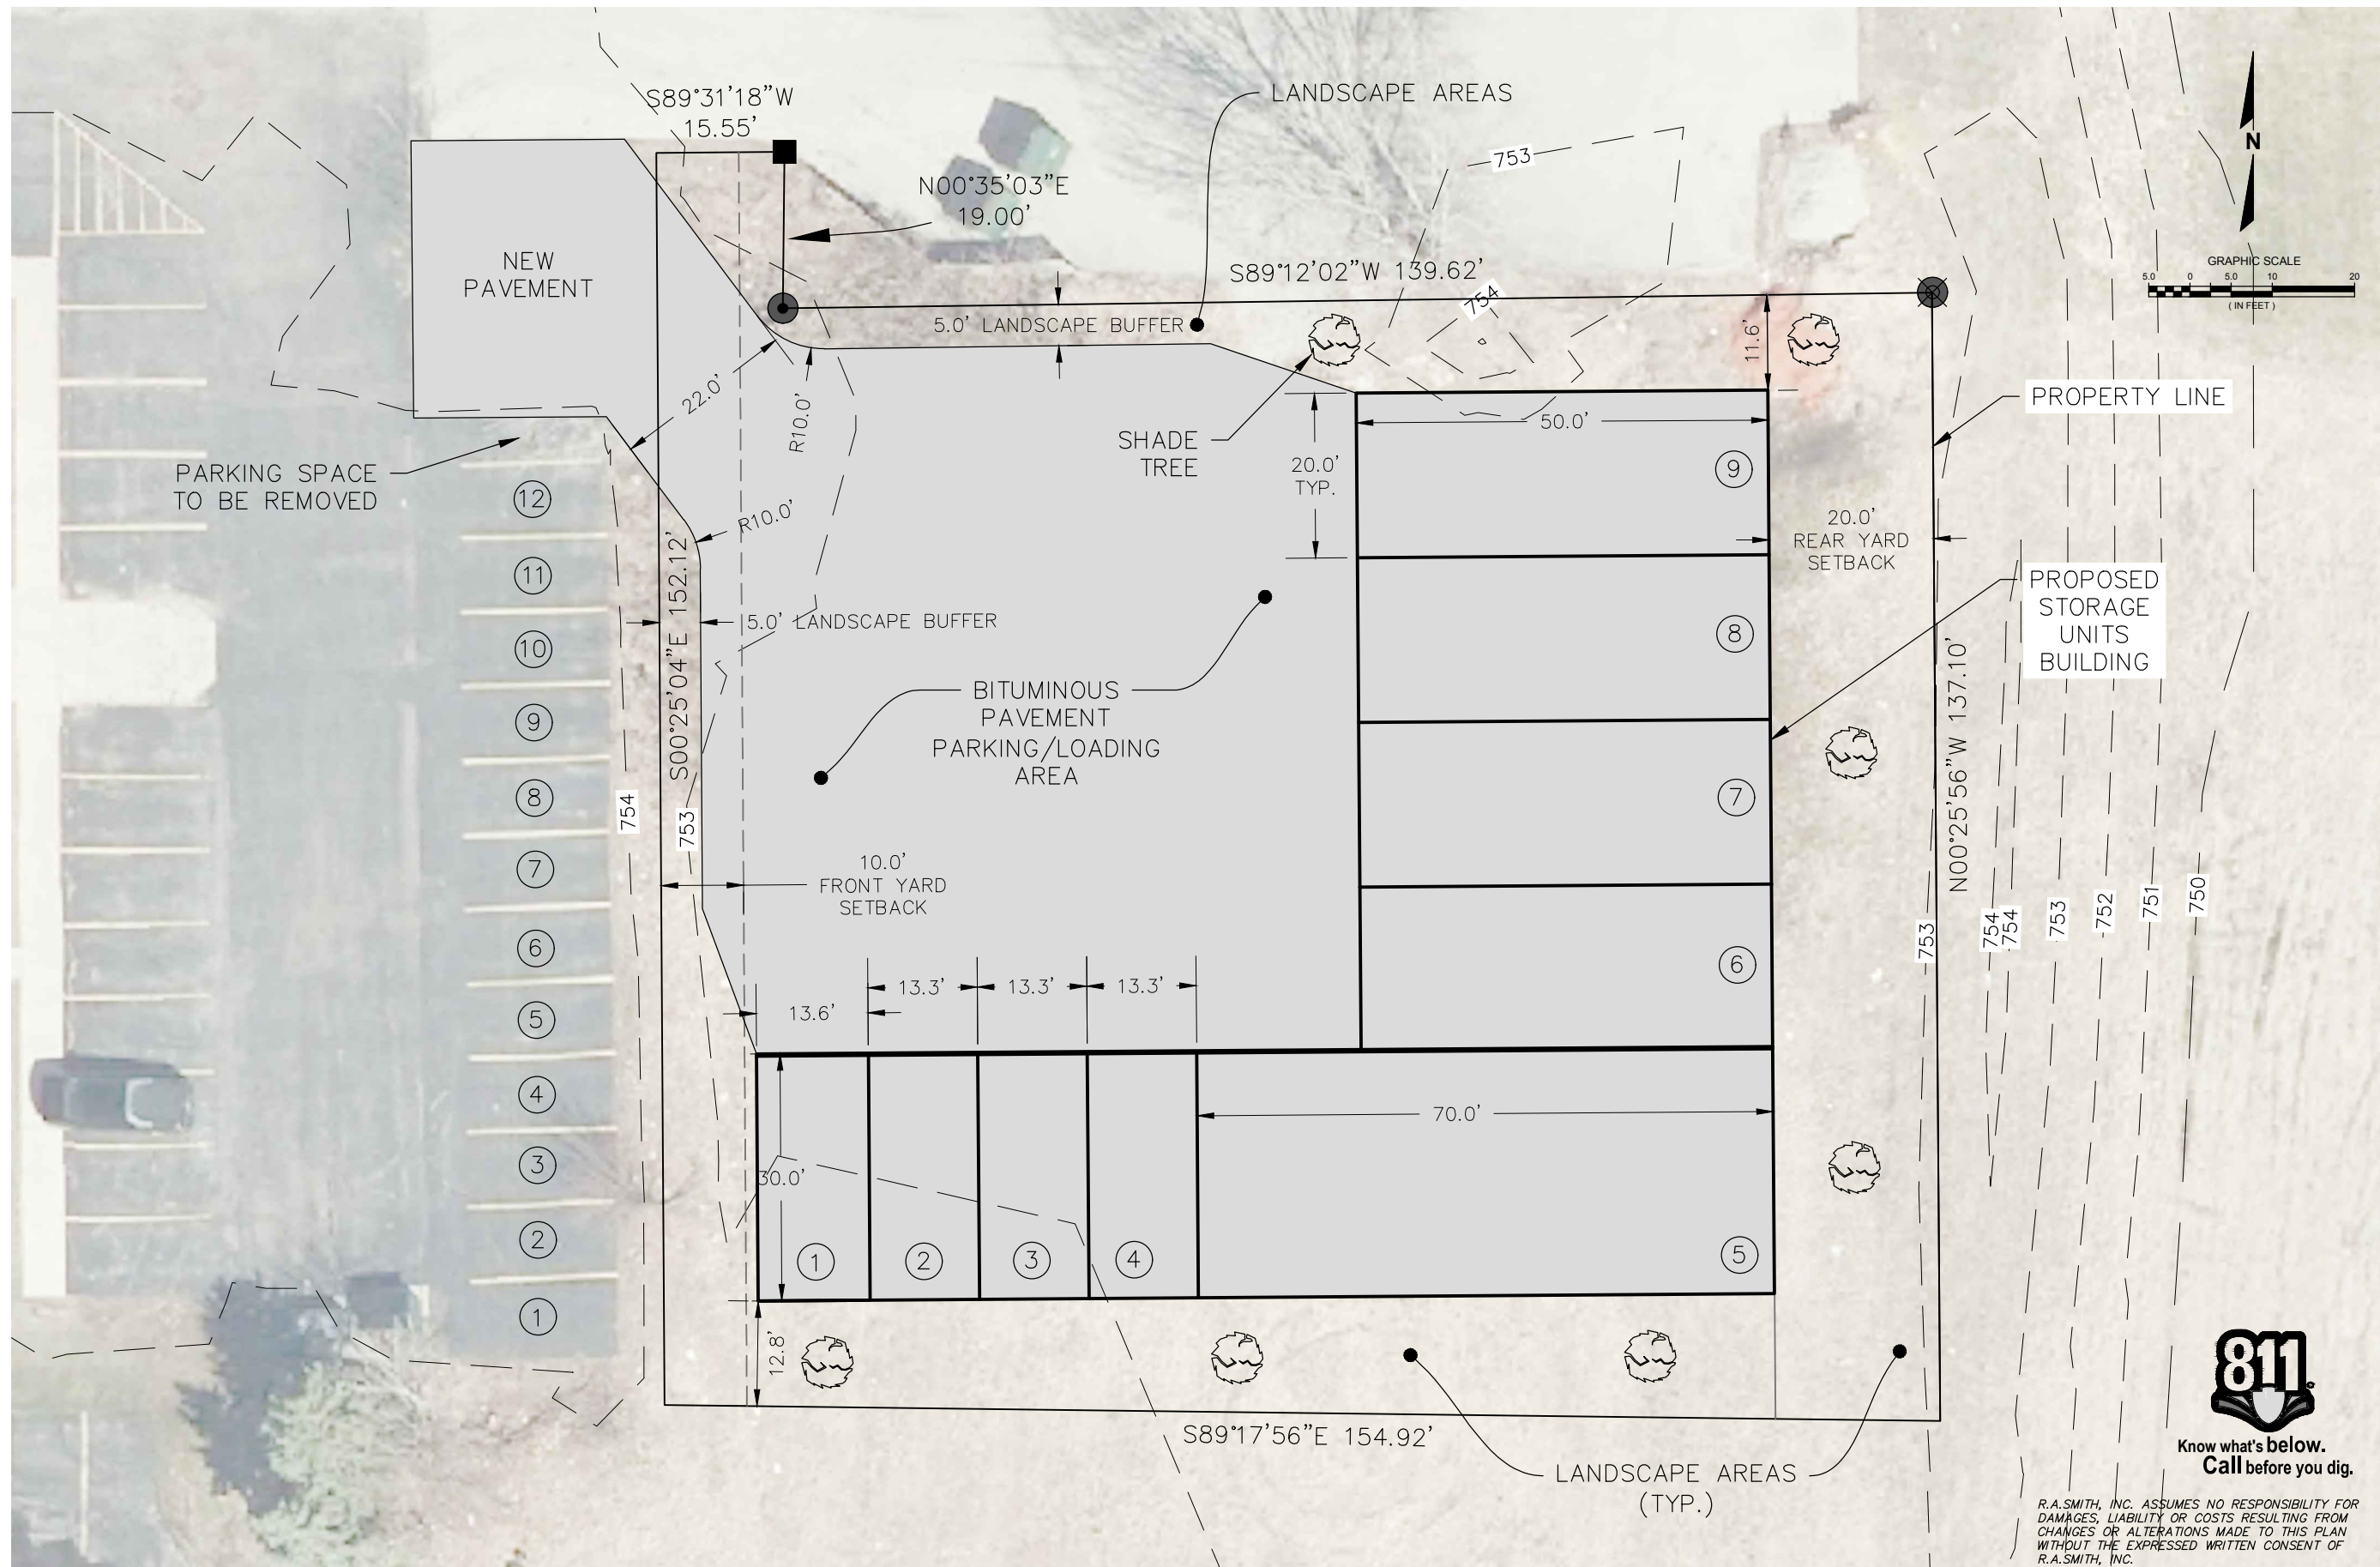 S89°31'18"W
15.55'
LANDSCAPE AREAS
753
N
N00°35'03"E
19.00'
NEW
PAVEMENT
S89°12'02"W 139.62'
GRAPHIC SCALE
5.0 0 5.0 10 20
( IN FEET )
754
5.0' LANDSCAPE BUFFER
11.6'
22.0'
R10.0'
PROPERTY LINE
50.0'
SHADE
TREE
20.0'
TYP.
9
PARKING SPACE
TO BE REMOVED
12
R10.0'
20.0'
REAR YARD
SETBACK
S00°25'04"E 152.12'
11
PROPOSED
STORAGE
UNITS
BUILDING
5.0' LANDSCAPE BUFFER
8
10
N00°25'56"W 137.10'
BITUMINOUS
PAVEMENT
PARKING/LOADING
AREA
9
8
7
754
753
7
10.0'
FRONT YARD
SETBACK
753
754
754
753
752
751
750
6
6
13.3'
13.3'
13.3'
13.6'
5
4
70.0'
3
30.0'
2
1
2
3
4
5
1
12.8'
811
Know what's below.
Call before you dig.
S89°17'56"E 154.92'
LANDSCAPE AREAS
(TYP.)
R.A.SMITH, INC. ASSUMES NO RESPONSIBILITY FOR
DAMAGES, LIABILITY OR COSTS RESULTING FROM
CHANGES OR ALTERATIONS MADE TO THIS PLAN
WITHOUT THE EXPRESSED WRITTEN CONSENT OF
R.A.SMITH, INC.